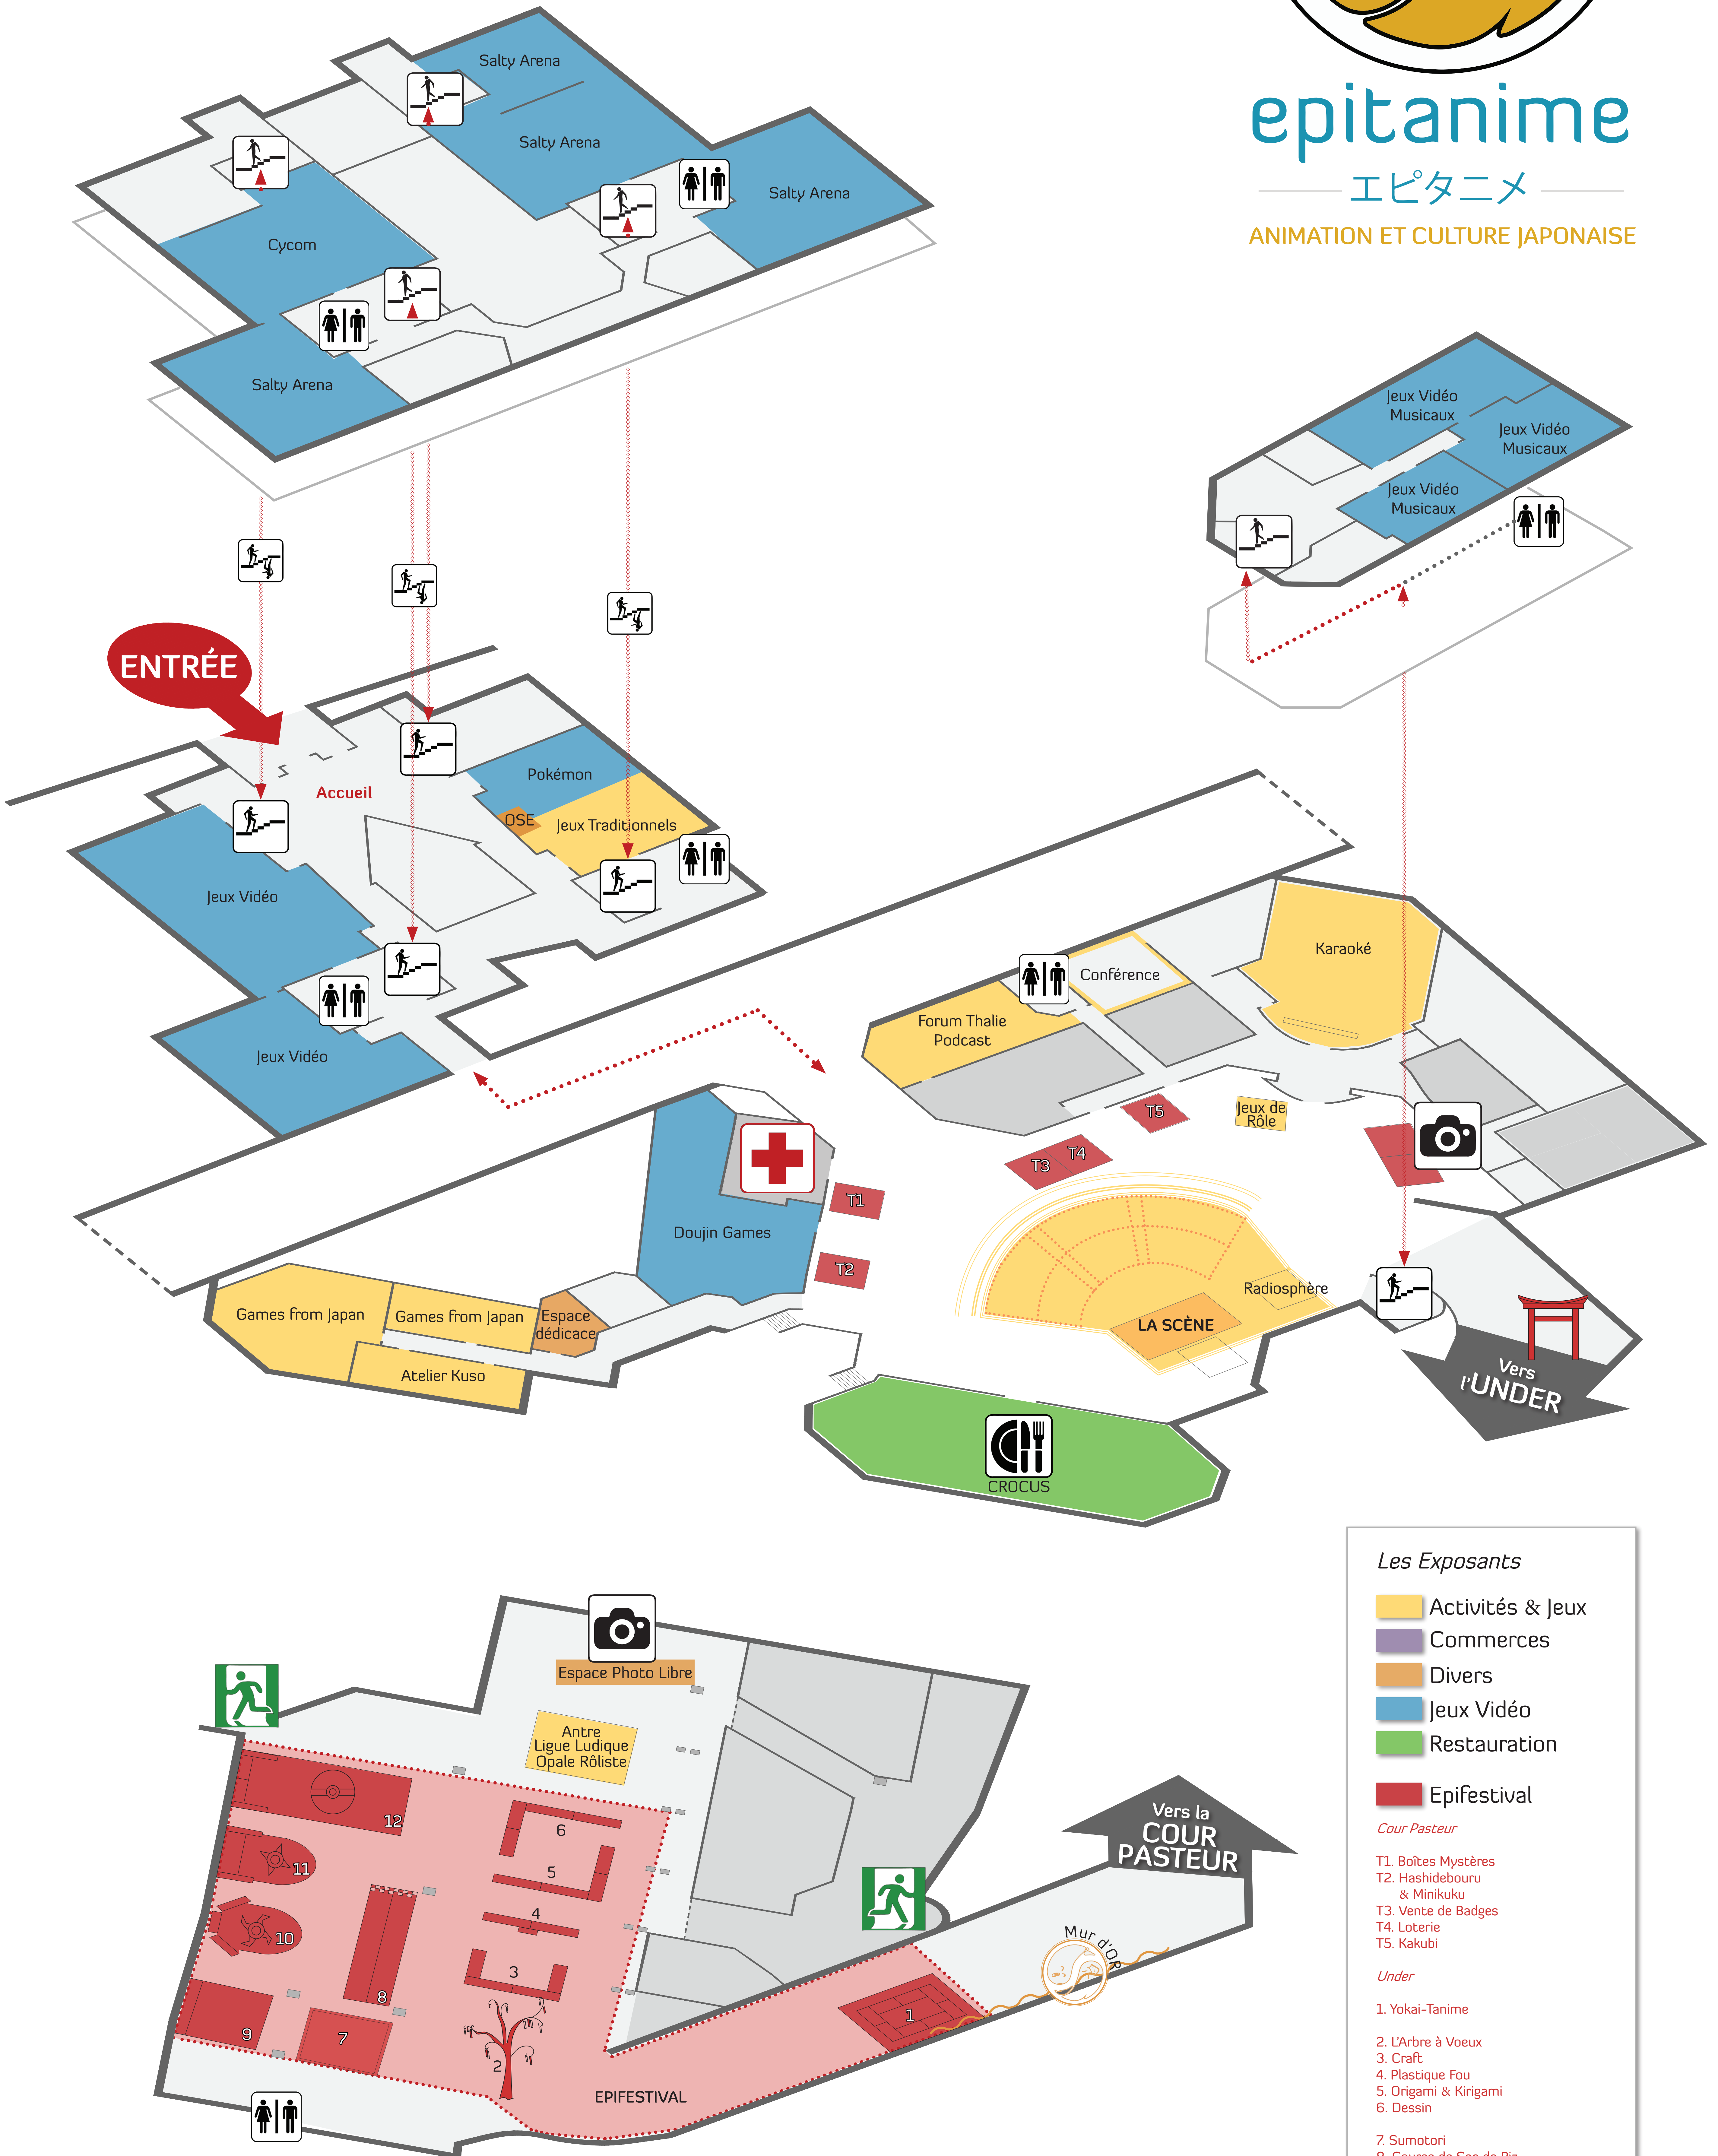 epitanime
エピタニメ
ANIMATION ET CULTURE JAPONAISE
Salty Arena
Salty Arena
Salty Arena
Cycom
Salty Arena
Jeux Vidéo
Musicaux
Jeux Vidéo
Musicaux
Jeux Vidéo
Musicaux
ENTRÉE
Accueil
Pokémon
OSE
Jeux Traditionnels
Jeux Vidéo
Jeux Vidéo
Karaoké
Conférence
Forum Thalie
Podcast
T5
Jeux de
Rôle
T4
T3
T1
T2
Doujin Games
Radiosphère
LA SCÈNE
Games from Japan
Games from Japan
Espace
dédicace
Atelier Kuso
Vers
l'UNDER
CROCUS
Espace Photo Libre
Antre
Ligue Ludique
Opale Rôliste
12
6
11
5
4
10
3
8
9
7
2
1
EPIFESTIVAL
Mur d'OR
Vers la
COUR
PASTEUR
Les Exposants
Activités & Jeux
Commerces
Divers
Jeux Vidéo
Restauration
Epifestival
Cour Pasteur
T1. Boîtes Mystères
T2. Hashidebouru
& Minikuku
T3. Vente de Badges
T4. Loterie
T5. Kakubi
Under
1. Yokai-Tanime
2. L'Arbre à Voeux
3. Craft
4. Plastique Fou
5. Origami & Kirigami
6. Dessin
7. Sumotori